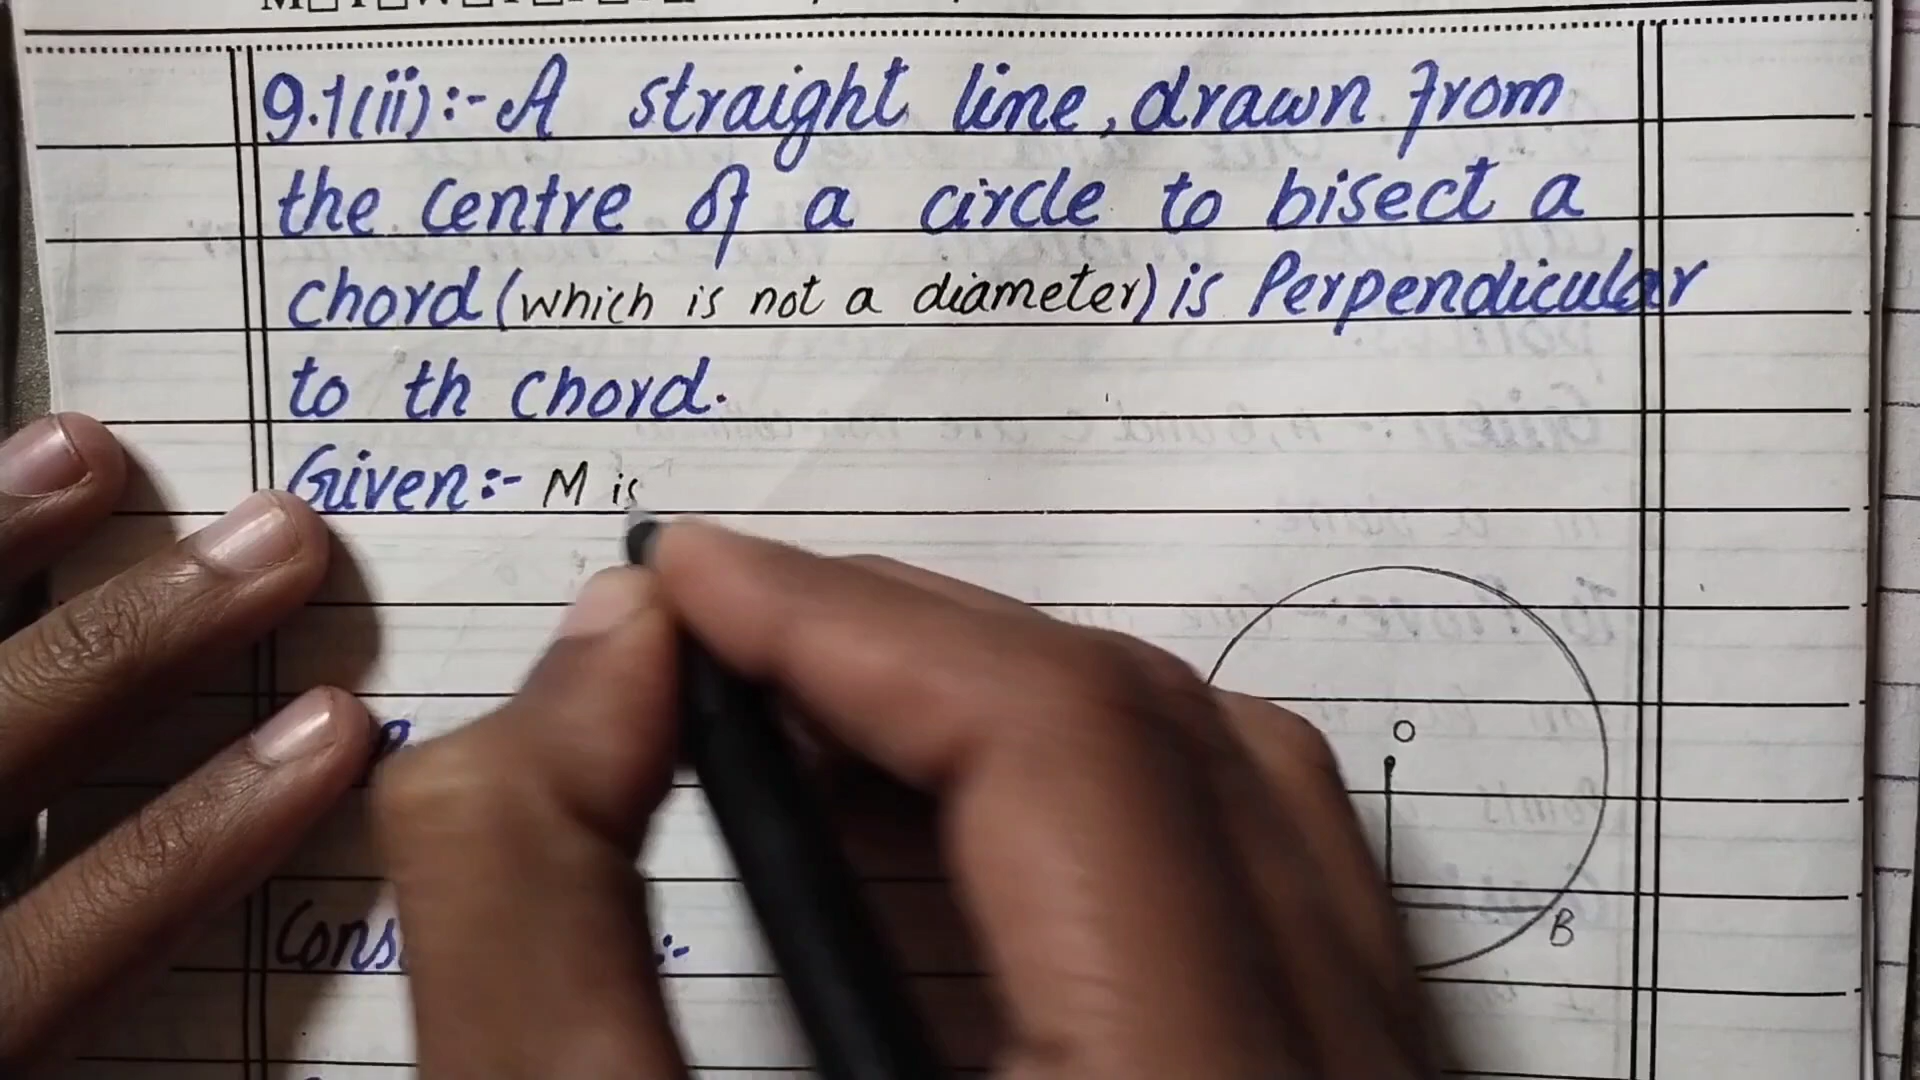 9.1(ii):- A straight line, drawn from
the centre of a circle to bisect a
chord (which is not a diameter) is Perpendicular
to th chord.
Given:- M is
O
B
:-